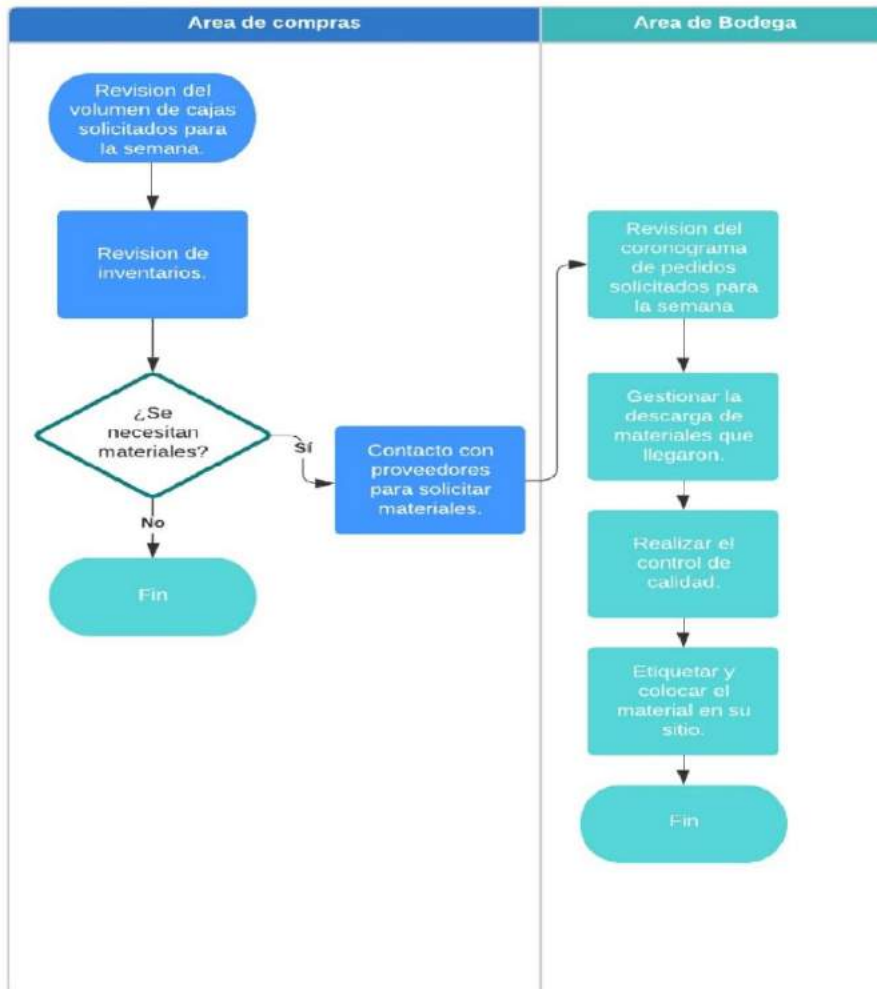 Area de compras
Area de Bodega
Revision del
volumen de cajas
solicitados para
la semana.
Revision de
inventarios.
¿Se
necesitan
materiales?
Sí
No
Fin
Contacto con
proveedores
para solicitar
materiales.
Revision del
coronograma
de pedidos
solicitados para
la semana
Gestionar la
descarga de
materiales que
llegaron.
Realizar el
control de
calidad.
Etiquetar y
colocar el
material en su
sitio.
Fin